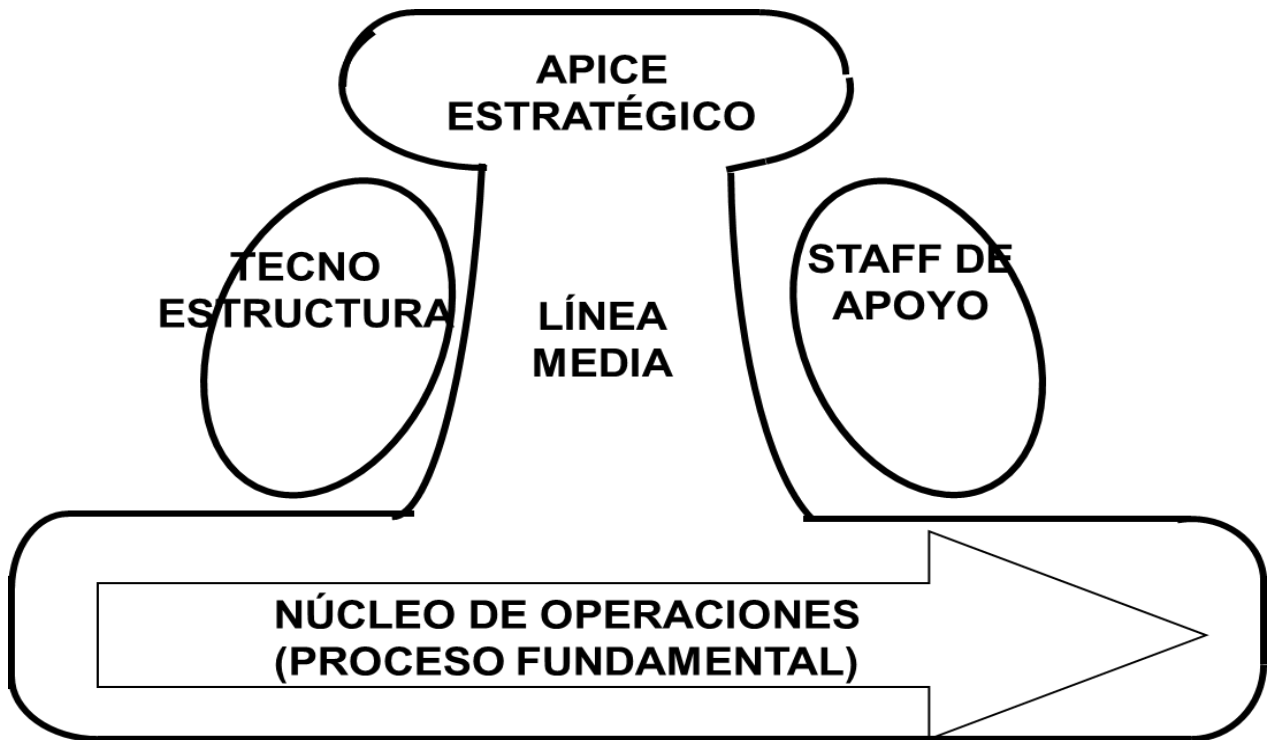 APICE
ESTRATÉGICO
TECNO
ESTRUCTURA
LÍNEA
MEDIA
STAFF DE
APOYO
NÚCLEO DE OPERACIONES
(PROCESO FUNDAMENTAL)